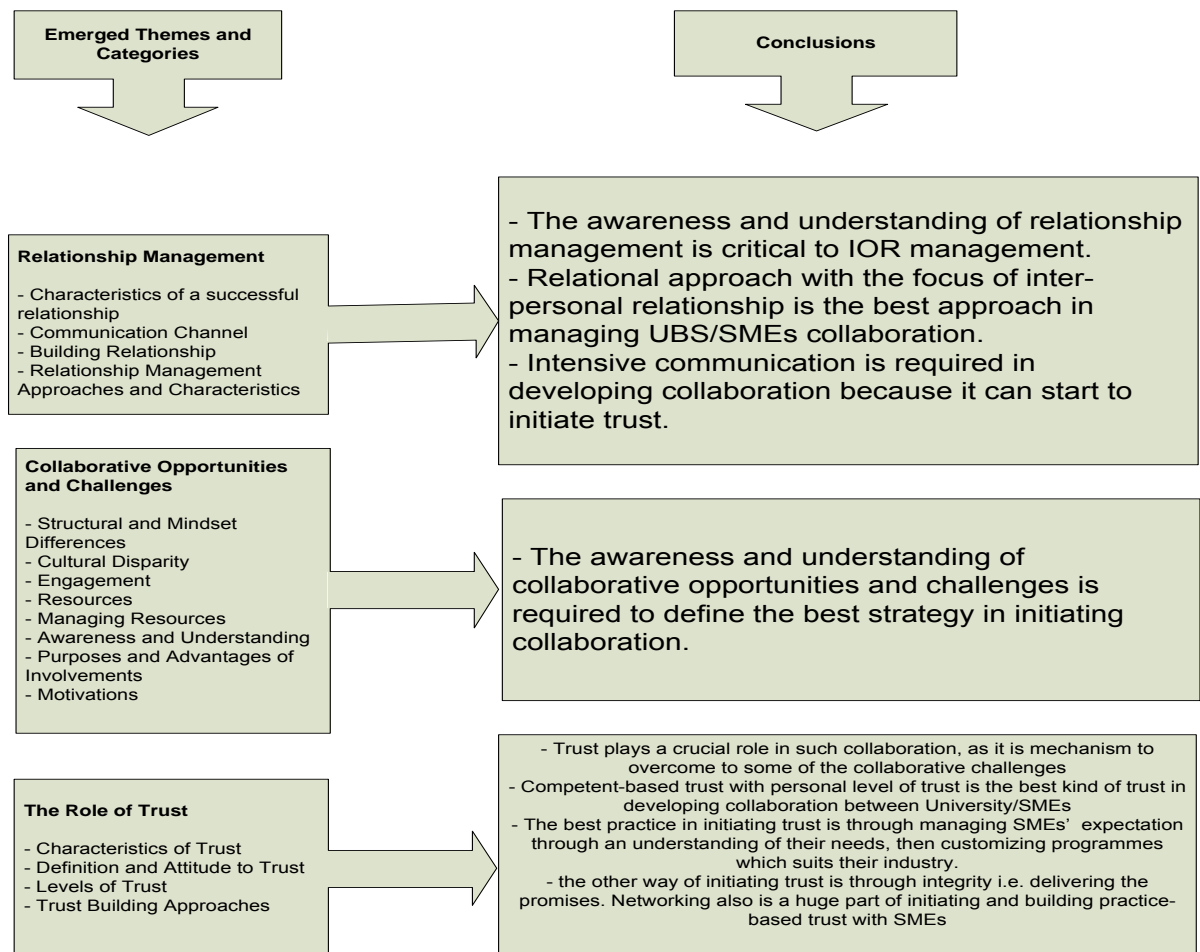 Emerged Themes and
Categories
Conclusions
Relationship Management
- Characteristics of a successful
relationship
- Communication Channel
- Building Relationship
- Relationship Management
Approaches and Characteristics
- The awareness and understanding of relationship
management is critical to IOR management.
- Relational approach with the focus of inter-
personal relationship is the best approach in
managing UBS/SMEs collaboration.
- Intensive communication is required in
developing collaboration because it can start to
initiate trust.
Collaborative Opportunities
and Challenges
- Structural and Mindset
Differences
- Cultural Disparity
- Engagement
- Resources
- Managing Resources
- Awareness and Understanding
- Purposes and Advantages of
Involvements
- Motivations
- The awareness and understanding of
collaborative opportunities and challenges is
required to define the best strategy in initiating
collaboration.
The Role of Trust
- Characteristics of Trust
- Definition and Attitude to Trust
- Levels of Trust
- Trust Building Approaches
- Trust plays a crucial role in such collaboration, as it is mechanism to
overcome to some of the collaborative challenges
- Competent-based trust with personal level of trust is the best kind of trust in
developing collaboration between University/SMEs
- The best practice in initiating trust is through managing SMEs' expectation
through an understanding of their needs, then customizing programmes
which suits their industry.
- the other way of initiating trust is through integrity i.e. delivering the
promises. Networking also is a huge part of initiating and building practice-
based trust with SMEs